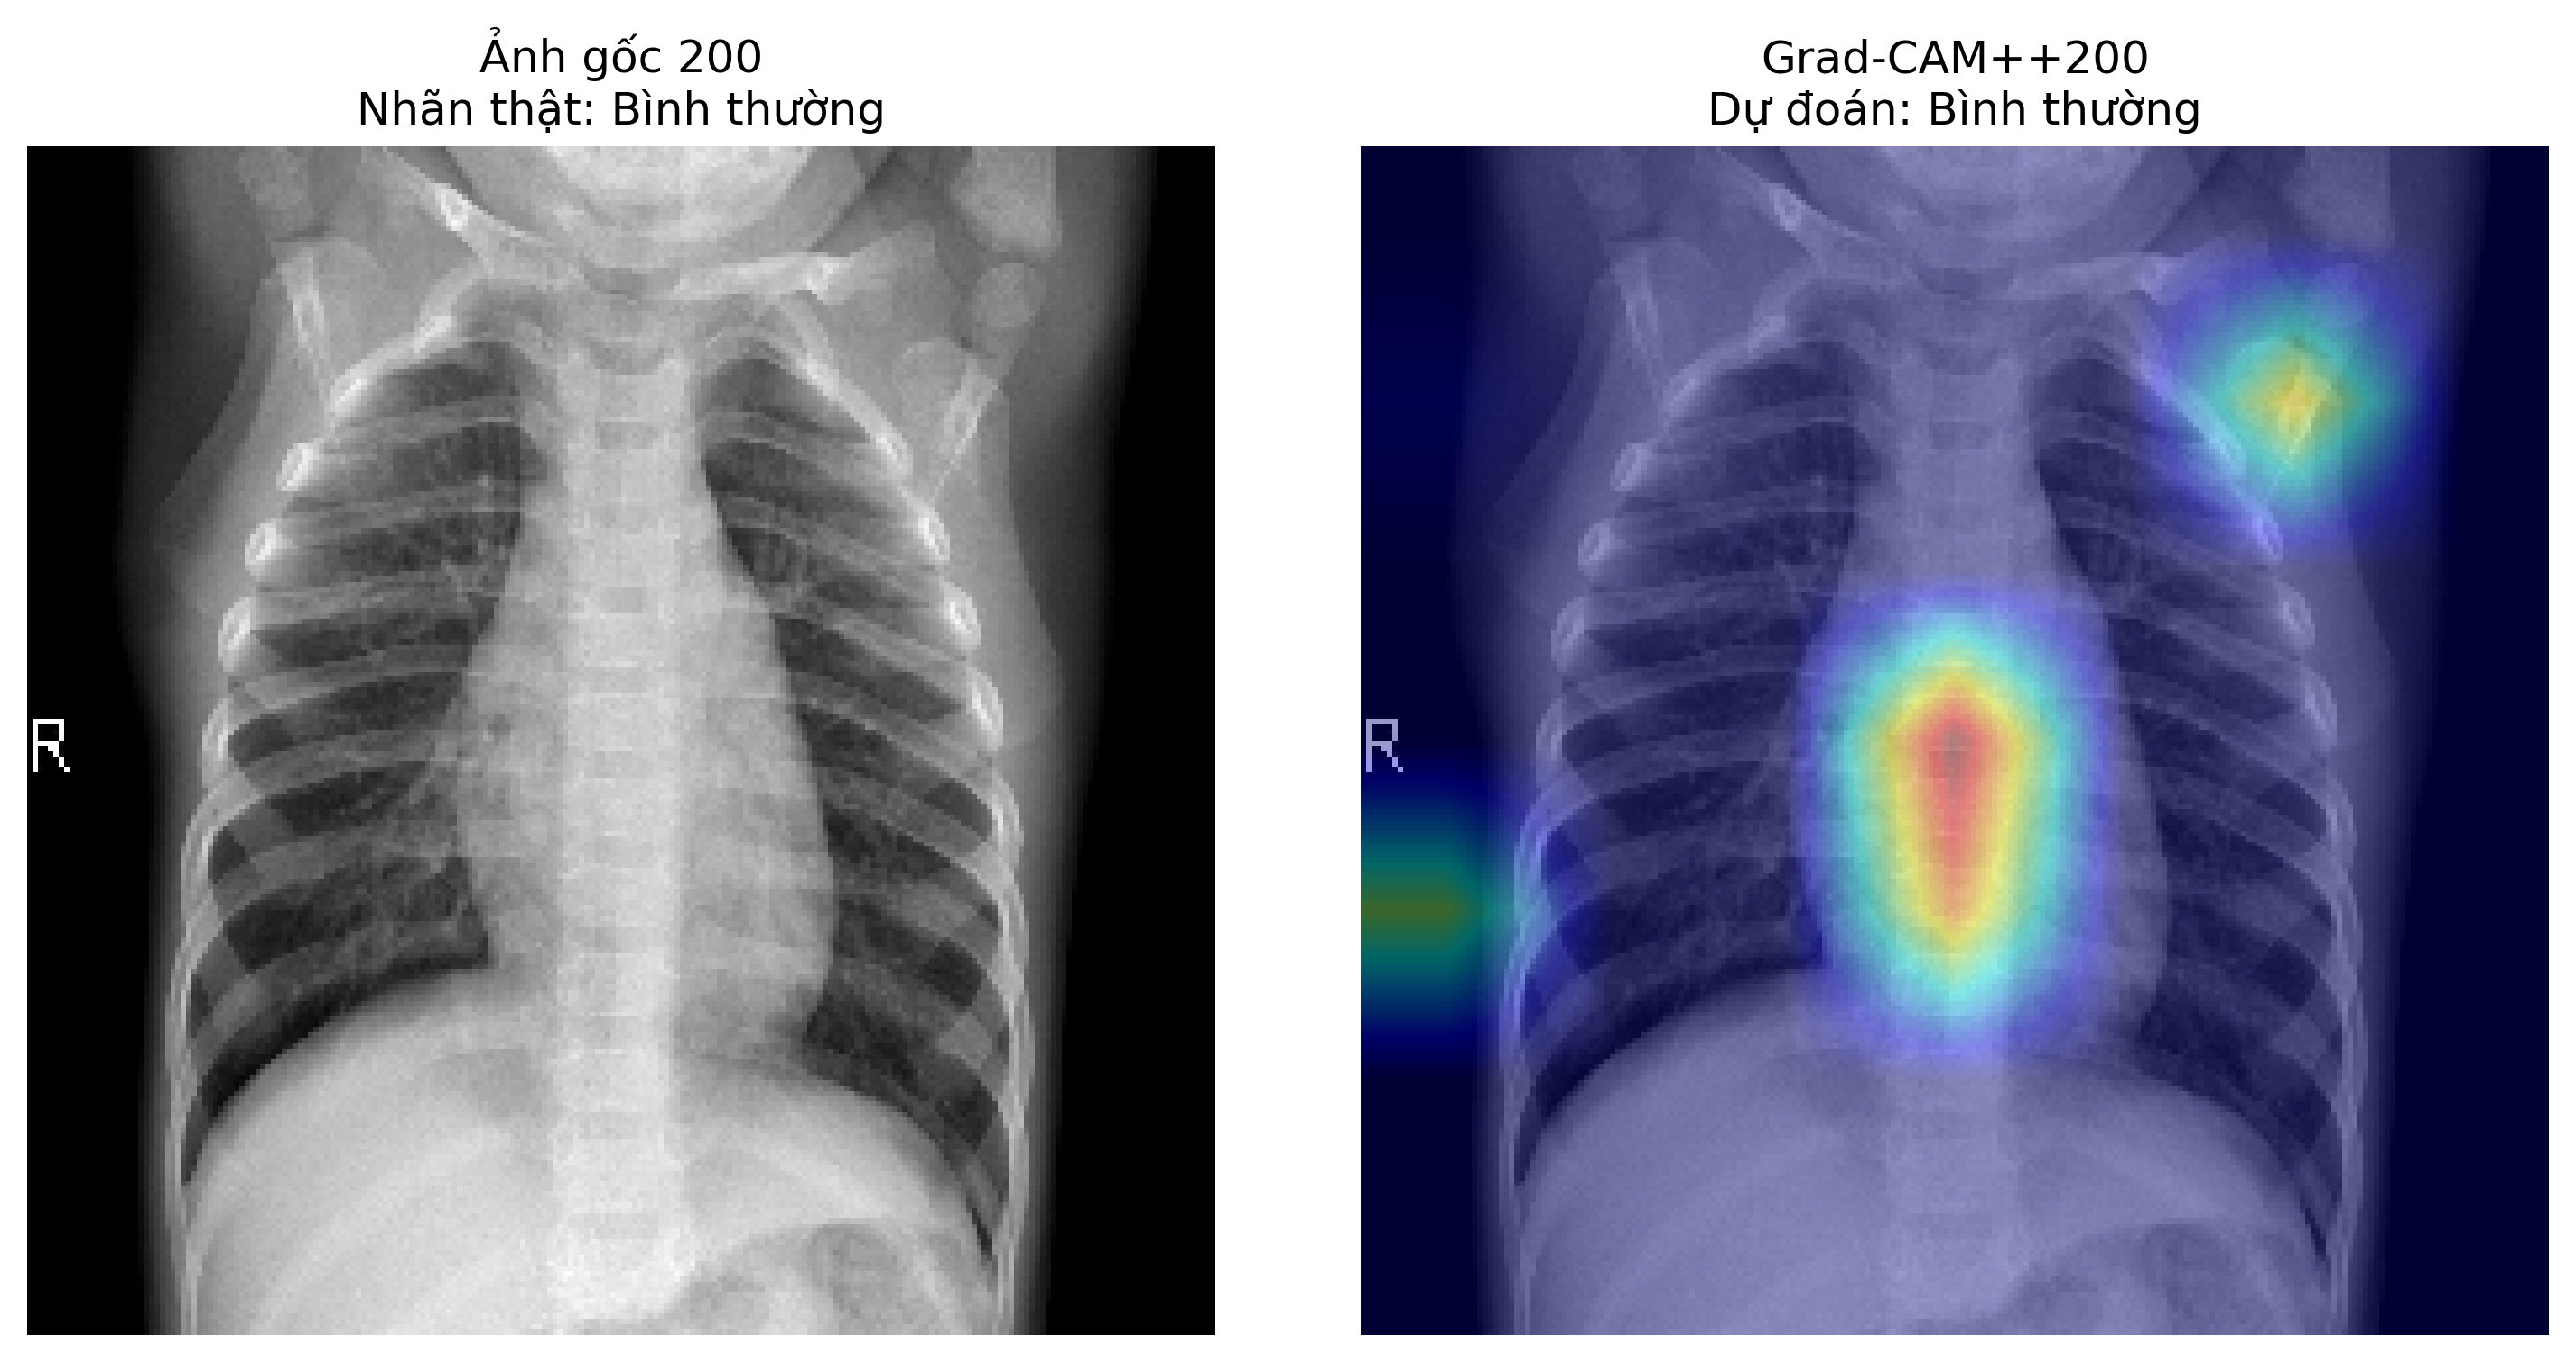 Ảnh gốc 200
Nhãn thật: Bình thường
Grad-CAM++200
Dự đoán: Bình thường
R
R